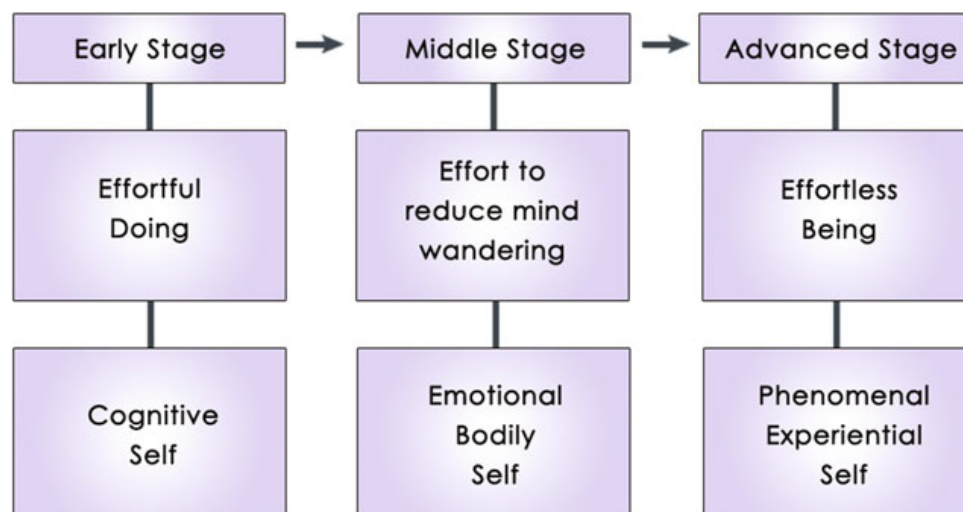 Early Stage
Middle Stage
Advanced Stage
Effortful
Doing
Effort to
reduce mind
wandering
Effortless
Being
Cognitive
Self
Emotional
Bodily
Self
Phenomenal
Experiential
Self